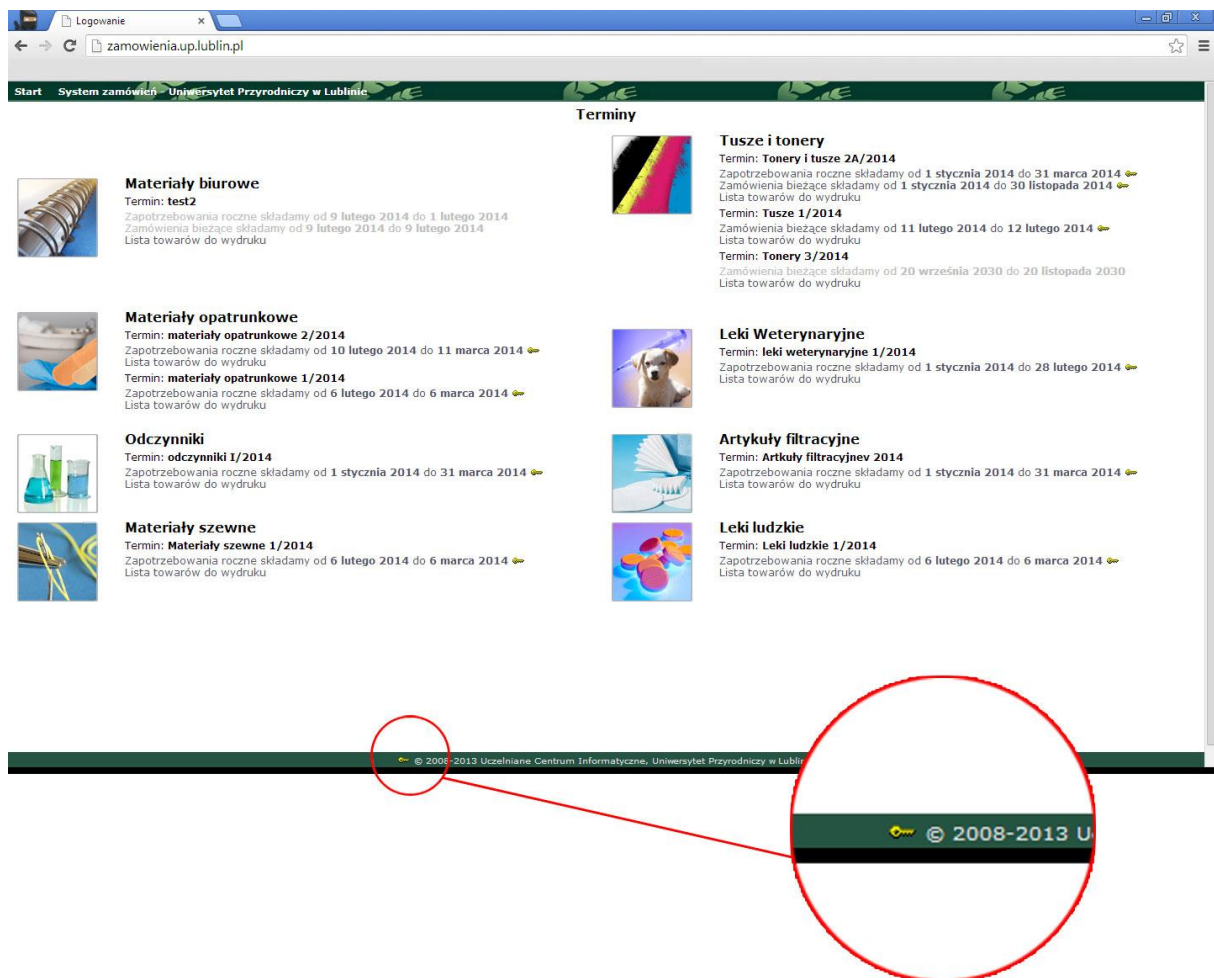 Logowanie
zamowienia.up.lublin.pl
Start System zamówień - Uniwersytet Przyrodniczy w Lublinie
Terminy
Materiały biurowe
Termin: test2
Zapotrzebowania roczne składamy od 9 lutego 2014 do 1 lutego 2014
Zamówienia bieżące składamy od 9 lutego 2014 do 9 lutego 2014
Lista towarów do wydruku
Tusze i tonery
Termin: Tonery i tusze 2A/2014
Zapotrzebowania roczne składamy od 1 stycznia 2014 do 31 marca 2014
Zamówienia bieżące składamy od 1 stycznia 2014 do 30 listopada 2014
Lista towarów do wydruku
Termin: Tusze 1/2014
Zamówienia bieżące składamy od 11 lutego 2014 do 12 lutego 2014
Lista towarów do wydruku
Termin: Tonery 3/2014
Zamówienia bieżące składamy od 20 września 2030 do 20 listopada 2030
Lista towarów do wydruku
Materiały opatrunkowe
Termin: materiały opatrunkowe 2/2014
Zapotrzebowania roczne składamy od 10 lutego 2014 do 11 marca 2014
Lista towarów do wydruku
Termin: materiały opatrunkowe 1/2014
Zapotrzebowania roczne składamy od 6 lutego 2014 do 6 marca 2014
Lista towarów do wydruku
Leki Weterynaryjne
Termin: leki weterynaryjne 1/2014
Zapotrzebowania roczne składamy od 1 stycznia 2014 do 28 lutego 2014
Lista towarów do wydruku
Odczynniki
Termin: odczynniki I/2014
Zapotrzebowania roczne składamy od 1 stycznia 2014 do 31 marca 2014
Lista towarów do wydruku
Artykuły filtracyjne
Termin: Artkuły filtracyjnev 2014
Zapotrzebowania roczne składamy od 1 stycznia 2014 do 31 marca 2014
Lista towarów do wydruku
Materiały szewne
Termin: Materiały szewne 1/2014
Zapotrzebowania roczne składamy od 6 lutego 2014 do 6 marca 2014
Lista towarów do wydruku
Leki ludzkie
Termin: Leki ludzkie 1/2014
Zapotrzebowania roczne składamy od 6 lutego 2014 do 6 marca 2014
Lista towarów do wydruku
© 2008-2013 Uczelniane Centrum Informatyczne, Uniwersytet Przyrodniczy w Lublin
© 2008-2013 U